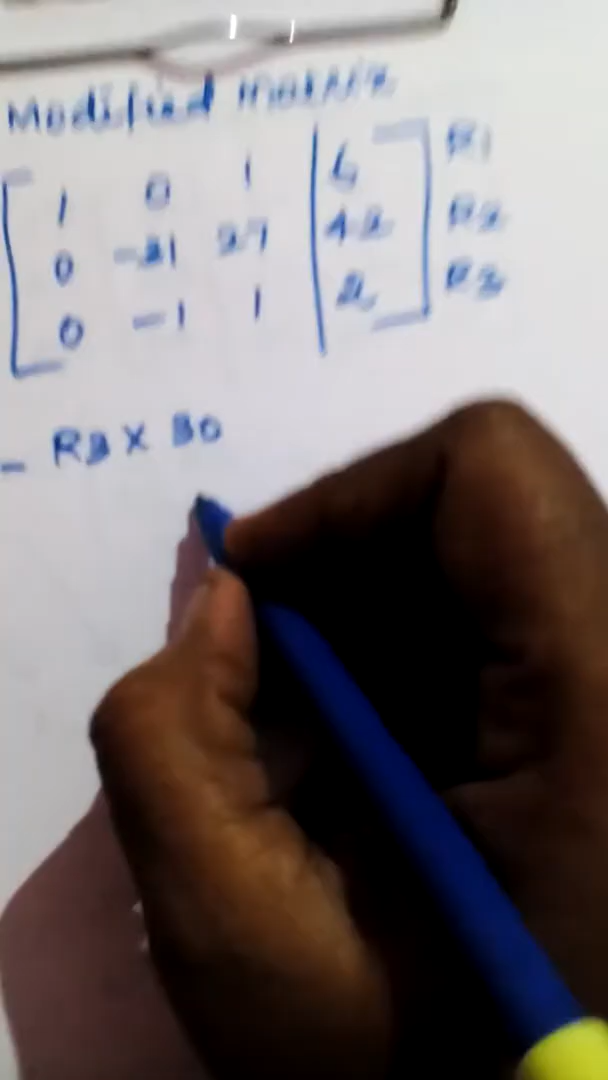 Modified matrix
1 0 1 6 R1
0 -21 27 42 R2
0 -1 1 2 R3
- R3 X 30